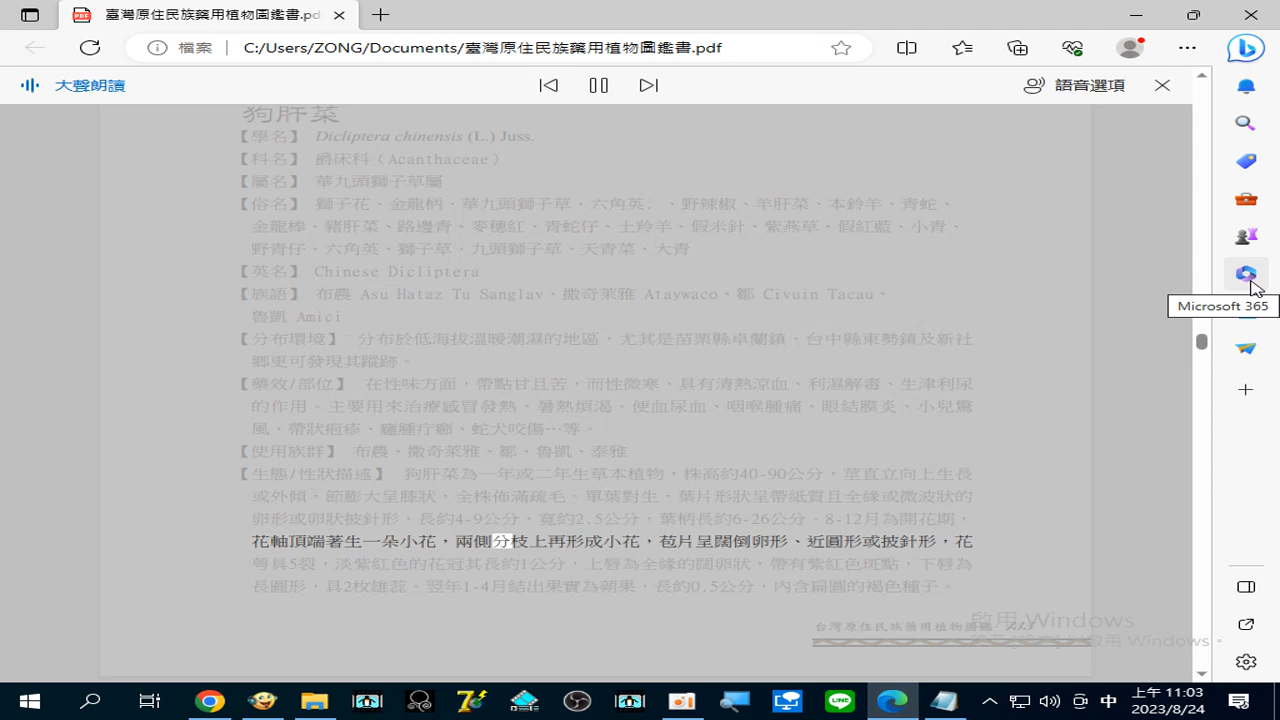 臺灣原住民族藥用植物圖鑑書.pdf
檔案 C:/Users/ZONG/Documents/臺灣原住民族藥用植物圖鑑書.pdf
大聲朗讀
語音選項
狗肝菜
【學名】 Dicliptera chinensis (L.) Juss.
【科名】 爵床科（Acanthaceae）
【屬名】 華九頭獅子草屬
【俗名】 獅子花、金龍柄、華九頭獅子草、六角英．、野辣椒、羊肝菜、本鈴羊、青蛇、
金龍棒、豬肝菜、路邊青、麥穗紅、青蛇仔、土羚羊、假米針、紫燕草、假紅藍、小青、
野青仔、六角英、獅子草、九頭獅子草、天青菜、大青
【英名】 Chinese Dicliptera
【族語】 布農 Asu Hataz Tu Sanglav、撒奇萊雅 Ataywaco、鄒 Civuin Tacau、
魯凱 Amici
【分布環境】 分布於低海拔溫暖潮濕的地區，尤其是苗栗縣卓蘭鎮、台中縣東勢鎮及新社
鄉更可發現其蹤跡。
【藥效/部位】 在性味方面，帶點甘且苦，而性微寒，具有清熱涼血、利濕解毒、生津利尿
的作用。主要用來治療感冒發熱、暑熱煩渴、便血尿血、咽喉腫痛、眼結膜炎、小兒驚
風、帶狀疱疹、癰腫疔癤、蛇犬咬傷…等。
【使用族群】 布農、撒奇萊雅、鄒、魯凱、泰雅
【生態/性狀描述】 狗肝菜為一年或二年生草本植物，株高約40-90公分，莖直立向上生長
或外傾，節膨大呈膝狀，全株佈滿疏毛。單葉對生，葉片形狀呈帶紙質且全緣或微波狀的
卵形或卵狀披針形，長約4-9公分，寬約2.5公分，葉柄長約6-26公分。8-12月為開花期，
花軸頂端著生一朵小花，兩側分枝上再形成小花，苞片呈闊倒卵形、近圓形或披針形，花
萼具5裂，淡紫紅色的花冠其長約1公分，上唇為全緣的闊卵狀，帶有紫紅色斑點，下唇為
長圓形，具2枚雄蕊。翌年1-4月結出果實為蒴果，長約0.5公分，內含扁圓的褐色種子。
台灣原住民族藥用植物圖鑑
啟用 Windows
Microsoft 365
中
上午 11:03
2023/8/24